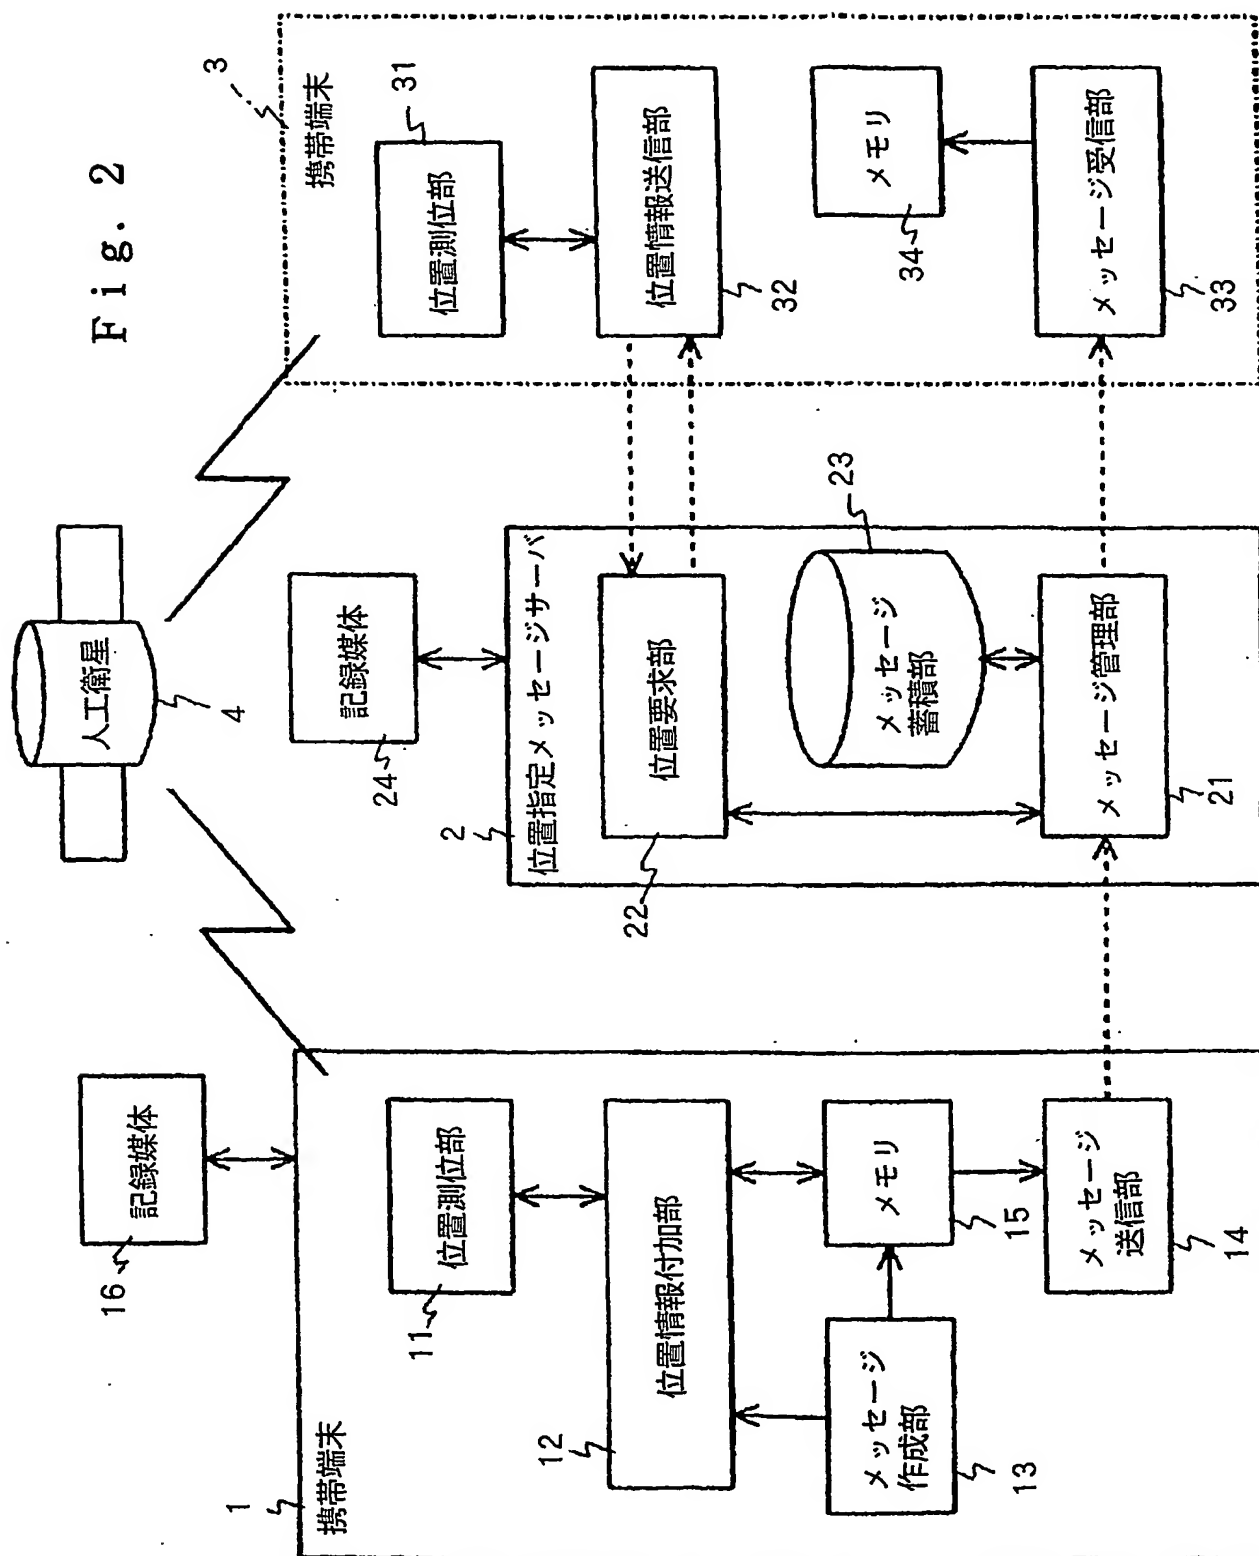 Fig. 2
人工衛星
4
記録媒体
16
1
携帯端末
位置測位部
11
位置情報付加部
12
メッセージ
作成部
13
メモリ
15
メッセージ
送信部
14
記録媒体
24
2
位置指定メッセージサーバ
位置要求部
22
メッセージ
蓄積部
23
メッセージ管理部
21
3
携帯端末
位置測位部
31
位置情報送信部
32
メモリ
34
メッセージ受信部
33